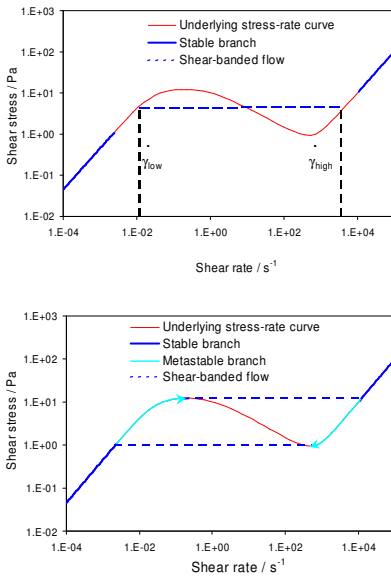 1.E+03
1.E+02
1.E+01
1.E+00
1.E-01
1.E-02
Shear stress / Pa
Underlying stress-rate curve
Stable branch
Shear-banded flow
γ̇low
γ̇high
1.E-04 1.E-02 1.E+00 1.E+02 1.E+04
Shear rate / s⁻¹
1.E+03
1.E+02
1.E+01
1.E+00
1.E-01
1.E-02
Shear stress / Pa
Underlying stress-rate curve
Stable branch
Metastable branch
Shear-banded flow
1.E-04 1.E-02 1.E+00 1.E+02 1.E+04
Shear rate / s⁻¹